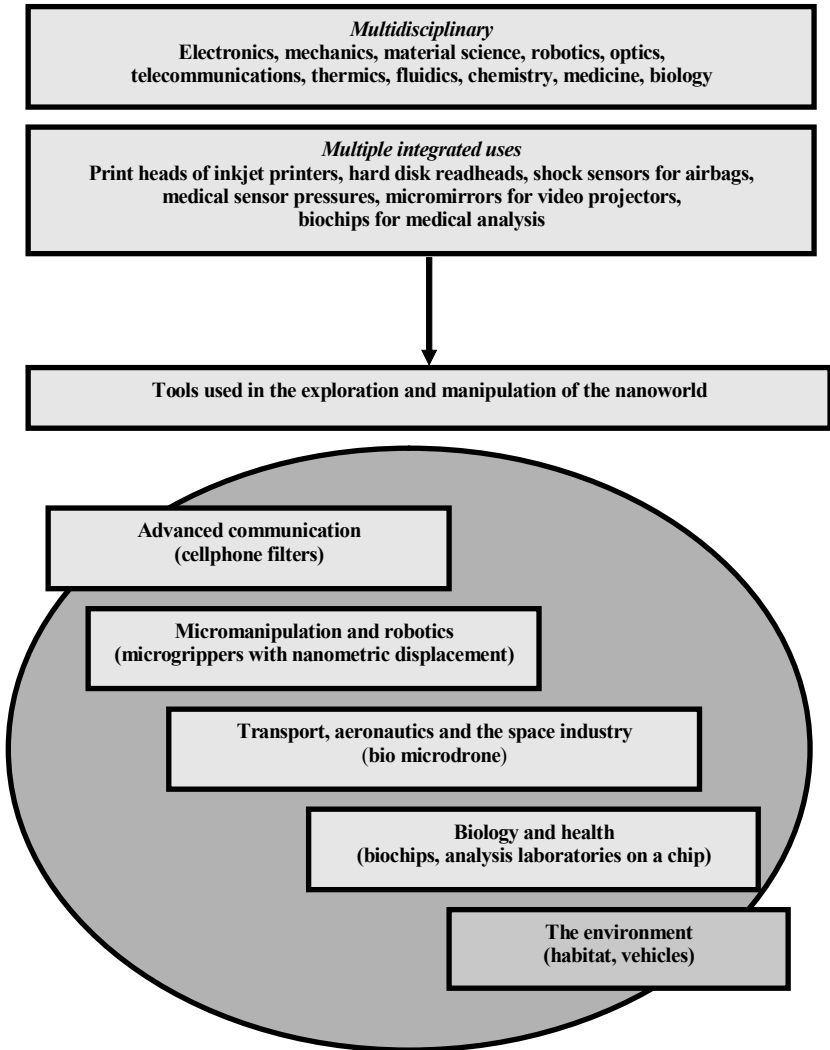 Multidisciplinary
Electronics, mechanics, material science, robotics, optics,
telecommunications, thermics, fluidics, chemistry, medicine, biology
Multiple integrated uses
Print heads of inkjet printers, hard disk readheads, shock sensors for airbags,
medical sensor pressures, micromirrors for video projectors,
biochips for medical analysis
Tools used in the exploration and manipulation of the nanoworld
Advanced communication
(cellphone filters)
Micromanipulation and robotics
(microgrippers with nanometric displacement)
Transport, aeronautics and the space industry
(bio microdrone)
Biology and health
(biochips, analysis laboratories on a chip)
The environment
(habitat, vehicles)